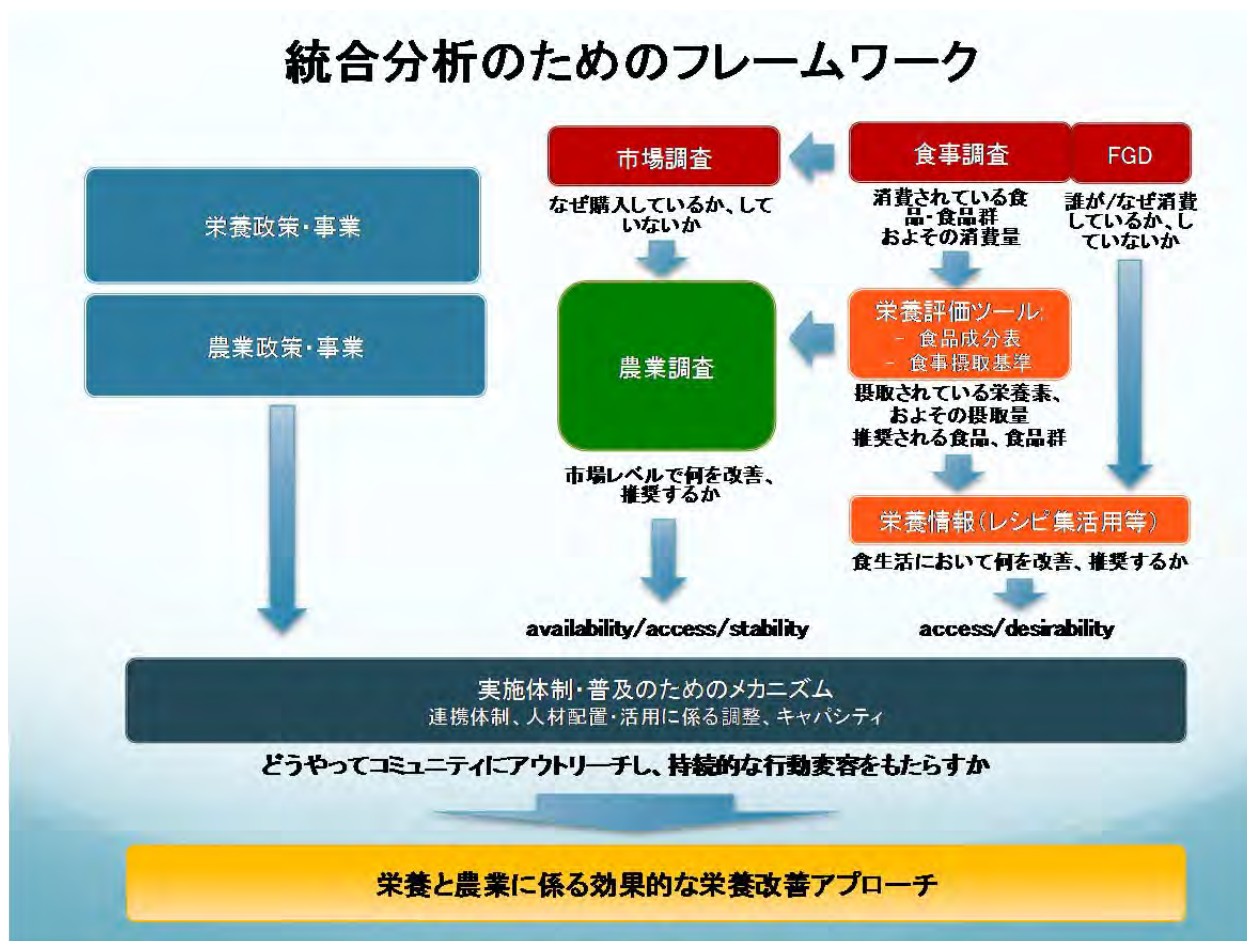 統合分析のためのフレームワーク
栄養政策・事業
農業政策・事業
市場調査
なぜ購入しているか、して
いないか
農業調査
市場レベルで何を改善、
推奨するか
availability/access/stability
食事調査
消費されている食
品・食品群
およその消費量
FGD
誰が/なぜ消費
しているか、し
ていないか
栄養評価ツール:
- 食品成分表
- 食事摂取基準
摂取されている栄養素、
およその摂取量
推奨される食品、食品群
栄養情報(レシピ集活用等)
食生活において何を改善、推奨するか
access/desirability
実施体制・普及のためのメカニズム
連携体制、人材配置・活用に係る調整、キャパシティ
どうやってコミュニティにアウトリーチし、持続的な行動変容をもたらすか
栄養と農業に係る効果的な栄養改善アプローチ